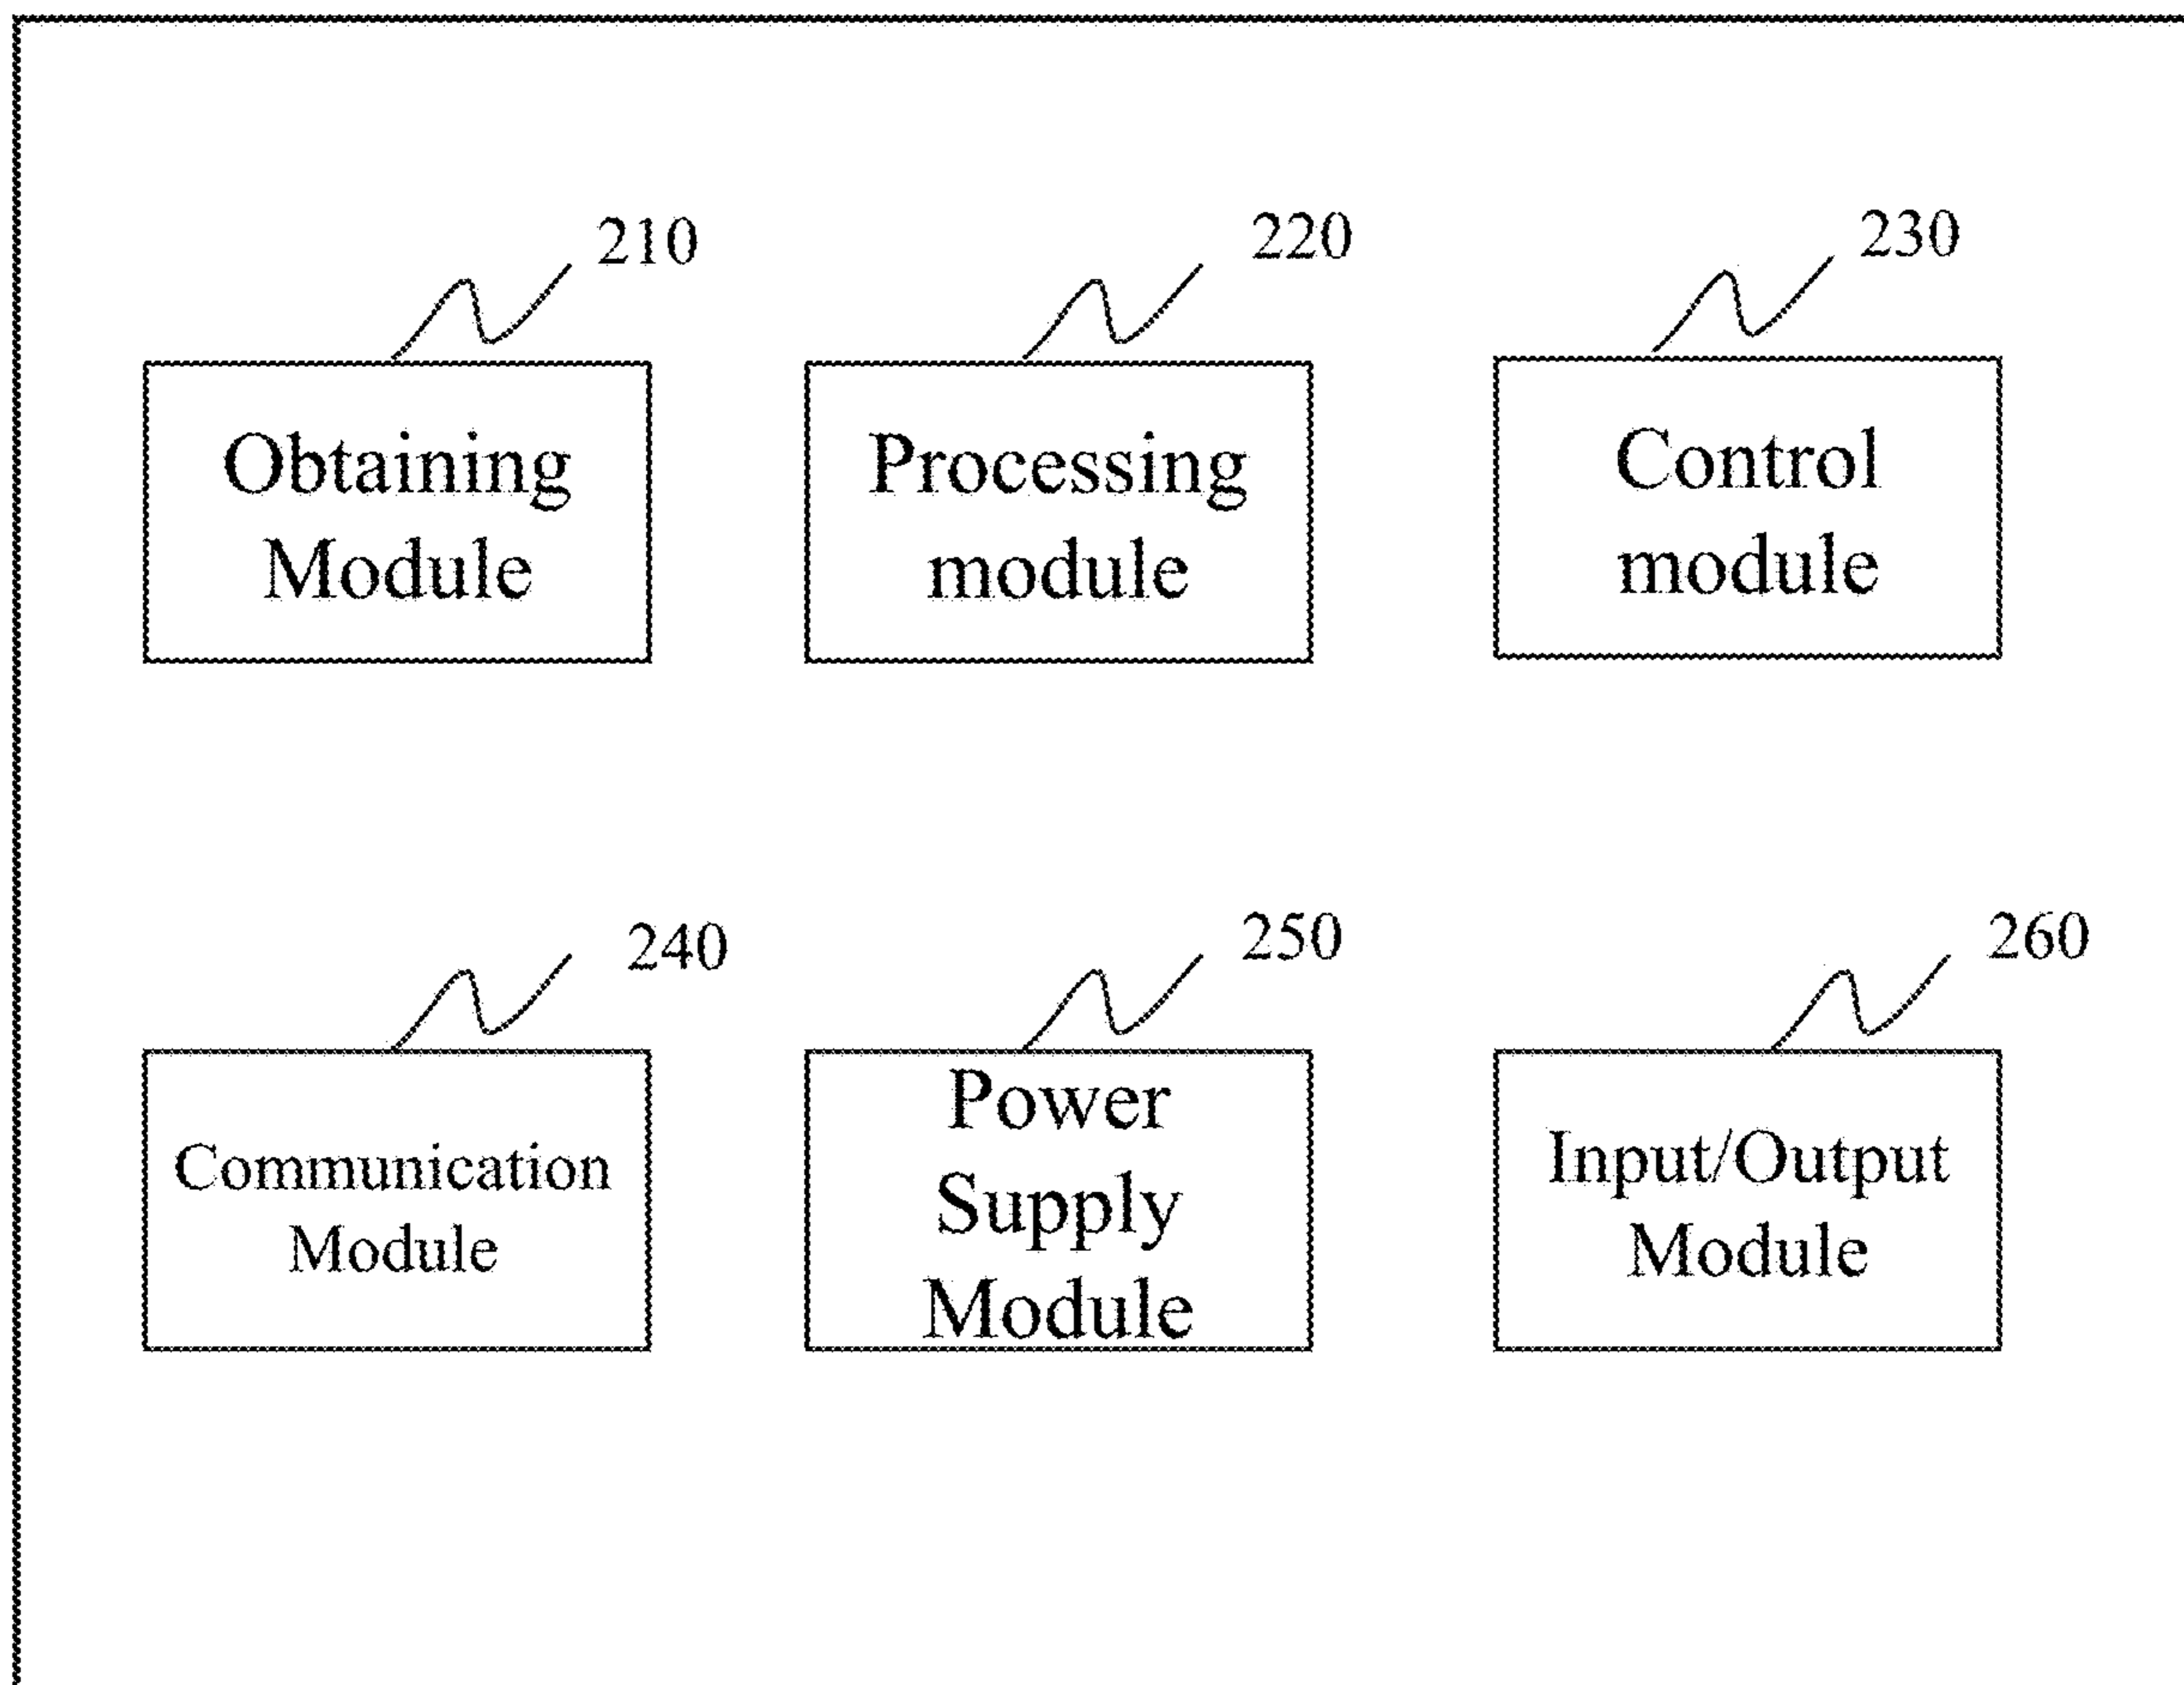 210
Obtaining
Module
220
Processing
module
230
Control
module
240
Communication
Module
250
Power
Supply
Module
260
Input/Output
Module